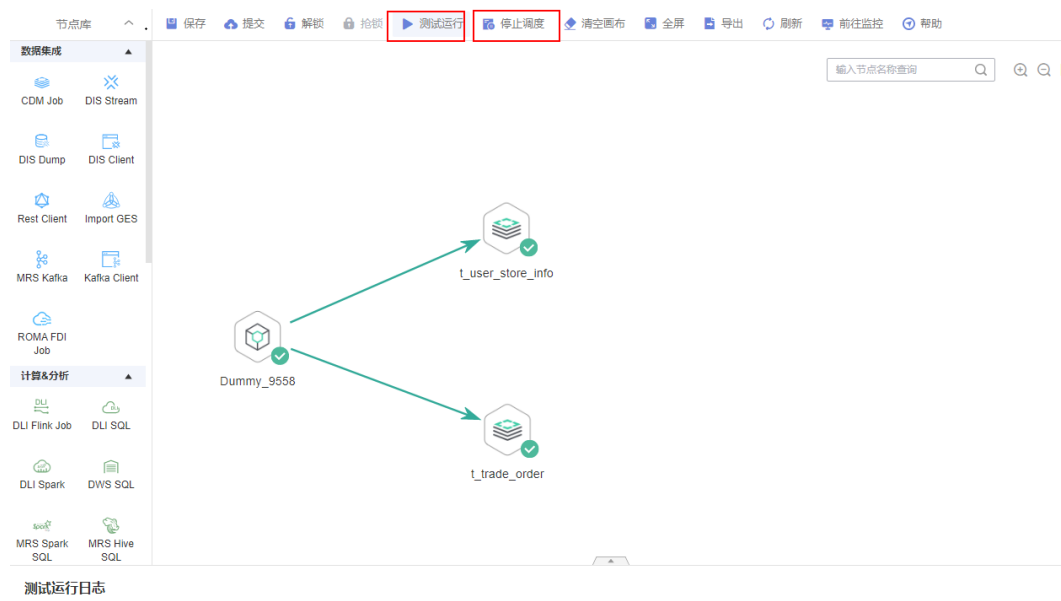 节点库
保存 提交 解锁 抢锁 测试运行 停止调度 清空画布 全屏 导出 刷新 前往监控 帮助
数据集成
输入节点名称查询
CDM Job DIS Stream
DIS Dump DIS Client
Rest Client Import GES
MRS Kafka Kafka Client
ROMA FDI
Job
计算&分析
DLI
DLI Flink Job DLI SQL
DLI Spark DWS SQL
MRS Spark
SQL
MRS Hive
SQL
t_user_store_info
Dummy_9558
t_trade_order
测试运行日志